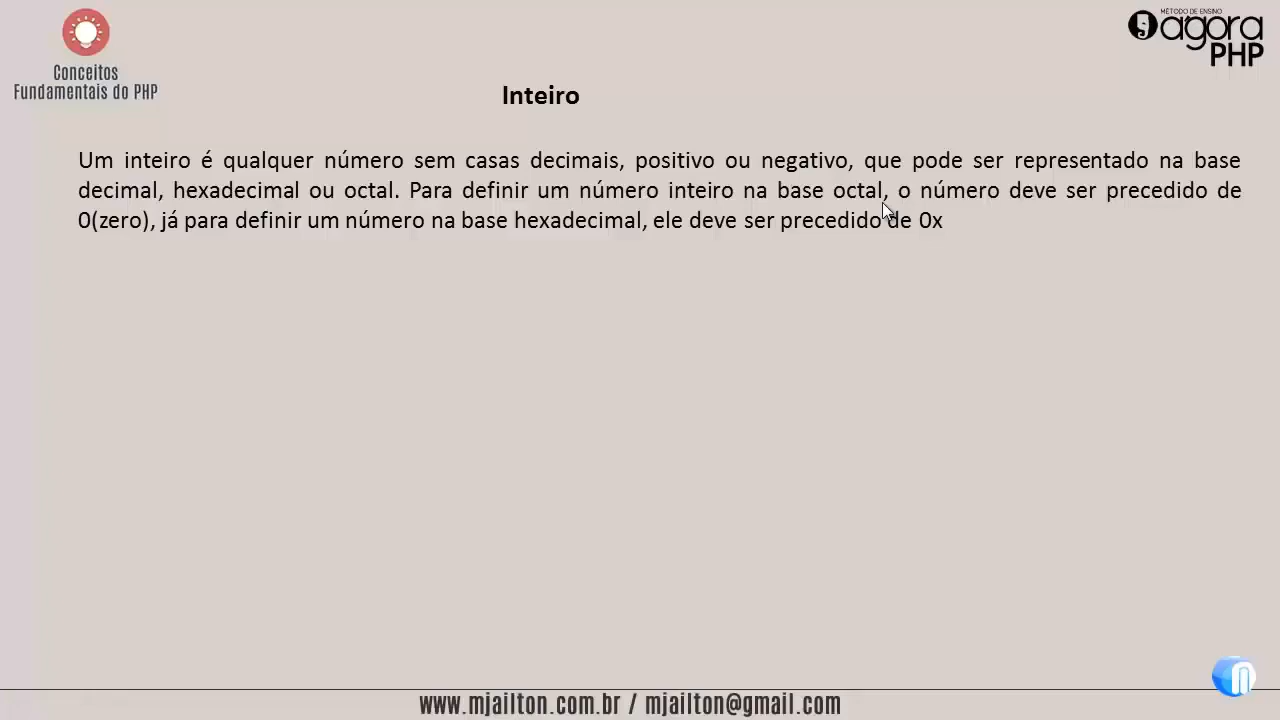 Conceitos
Fundamentais do PHP
MÉTODO DE ENSINO
agora
PHP
Inteiro
Um inteiro é qualquer número sem casas decimais, positivo ou negativo, que pode ser representado na base
decimal, hexadecimal ou octal. Para definir um número inteiro na base octal, o número deve ser precedido de
0(zero), já para definir um número na base hexadecimal, ele deve ser precedido de 0x
www.mjailton.com.br / mjailton@gmail.com